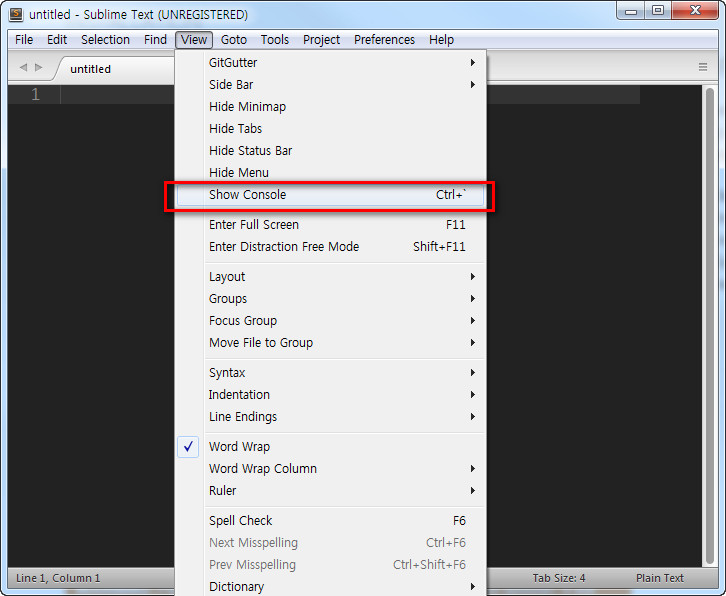 untitled - Sublime Text (UNREGISTERED)
File Edit Selection Find View Goto Tools Project Preferences Help
untitled
1
GitGutter
Side Bar
Hide Minimap
Hide Tabs
Hide Status Bar
Hide Menu
Show Console Ctrl+`
Enter Full Screen F11
Enter Distraction Free Mode Shift+F11
Layout
Groups
Focus Group
Move File to Group
Syntax
Indentation
Line Endings
Word Wrap
Word Wrap Column
Ruler
Spell Check F6
Next Misspelling Ctrl+F6
Prev Misspelling Ctrl+Shift+F6
Dictionary
Line 1, Column 1 Tab Size: 4 Plain Text